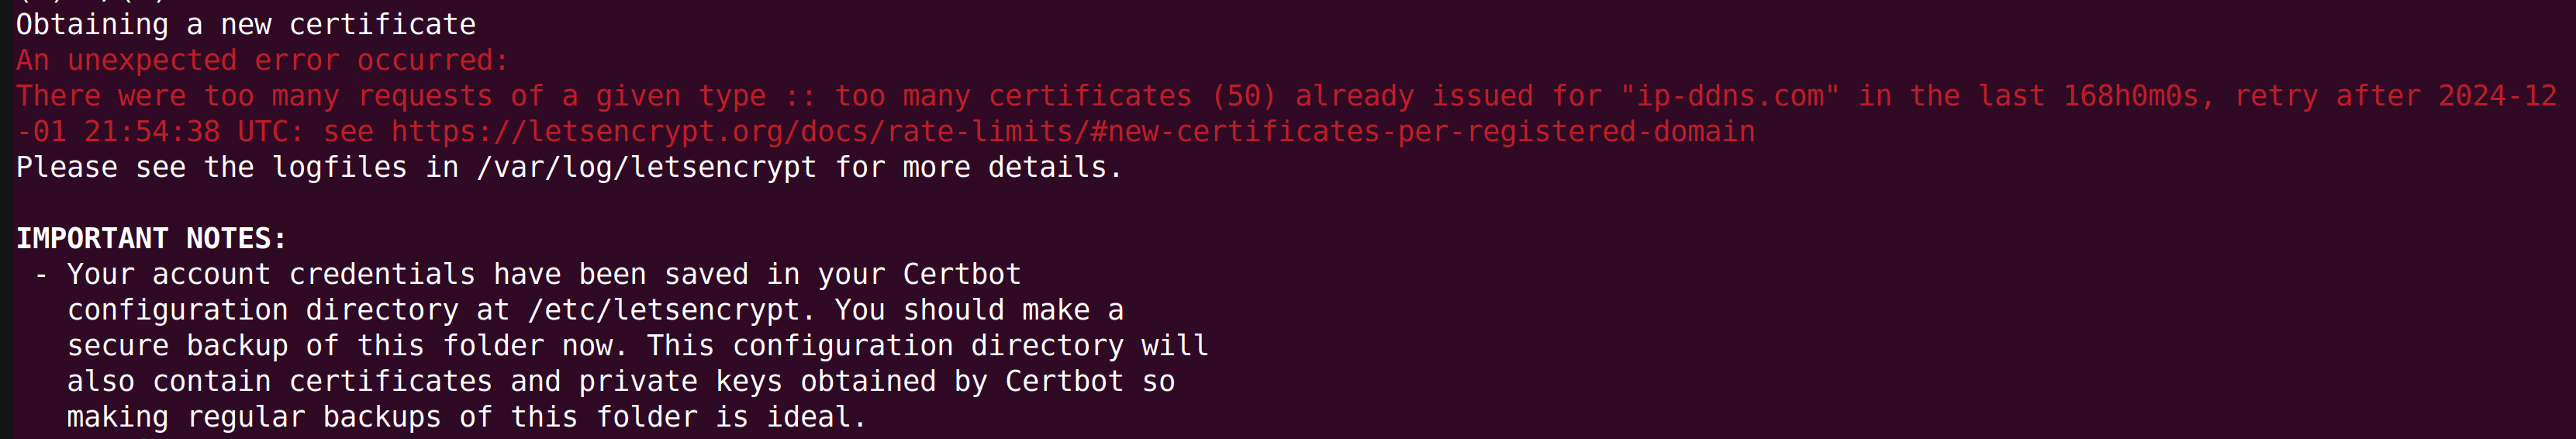 Obtaining a new certificate
An unexpected error occurred:
There were too many requests of a given type :: too many certificates (50) already issued for "ip-ddns.com" in the last 168h0m0s, retry after 2024-12
-01 21:54:38 UTC: see https://letsencrypt.org/docs/rate-limits/#new-certificates-per-registered-domain
Please see the logfiles in /var/log/letsencrypt for more details.
IMPORTANT NOTES:
- Your account credentials have been saved in your Certbot
configuration directory at /etc/letsencrypt. You should make a
secure backup of this folder now. This configuration directory will
also contain certificates and private keys obtained by Certbot so
making regular backups of this folder is ideal.